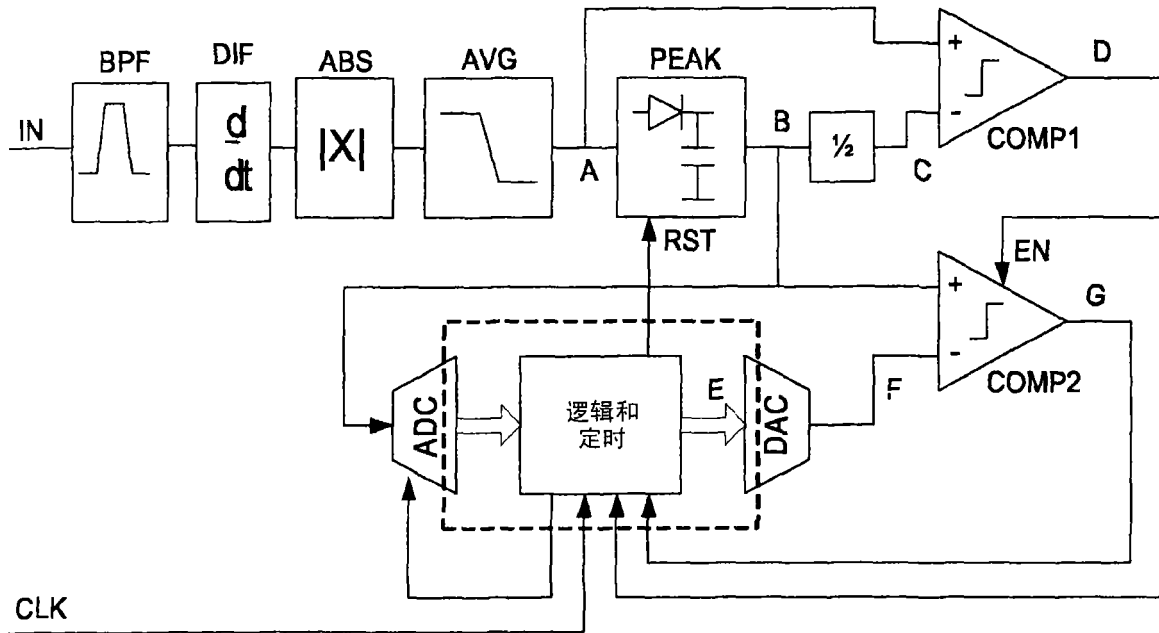 BPF
DIF
ABS
AVG
PEAK
D
IN
d
dt
|X|
A
B
½
C
+
-
COMP1
RST
EN
+
-
G
COMP2
ADC
逻辑和
定时
E
DAC
F
CLK